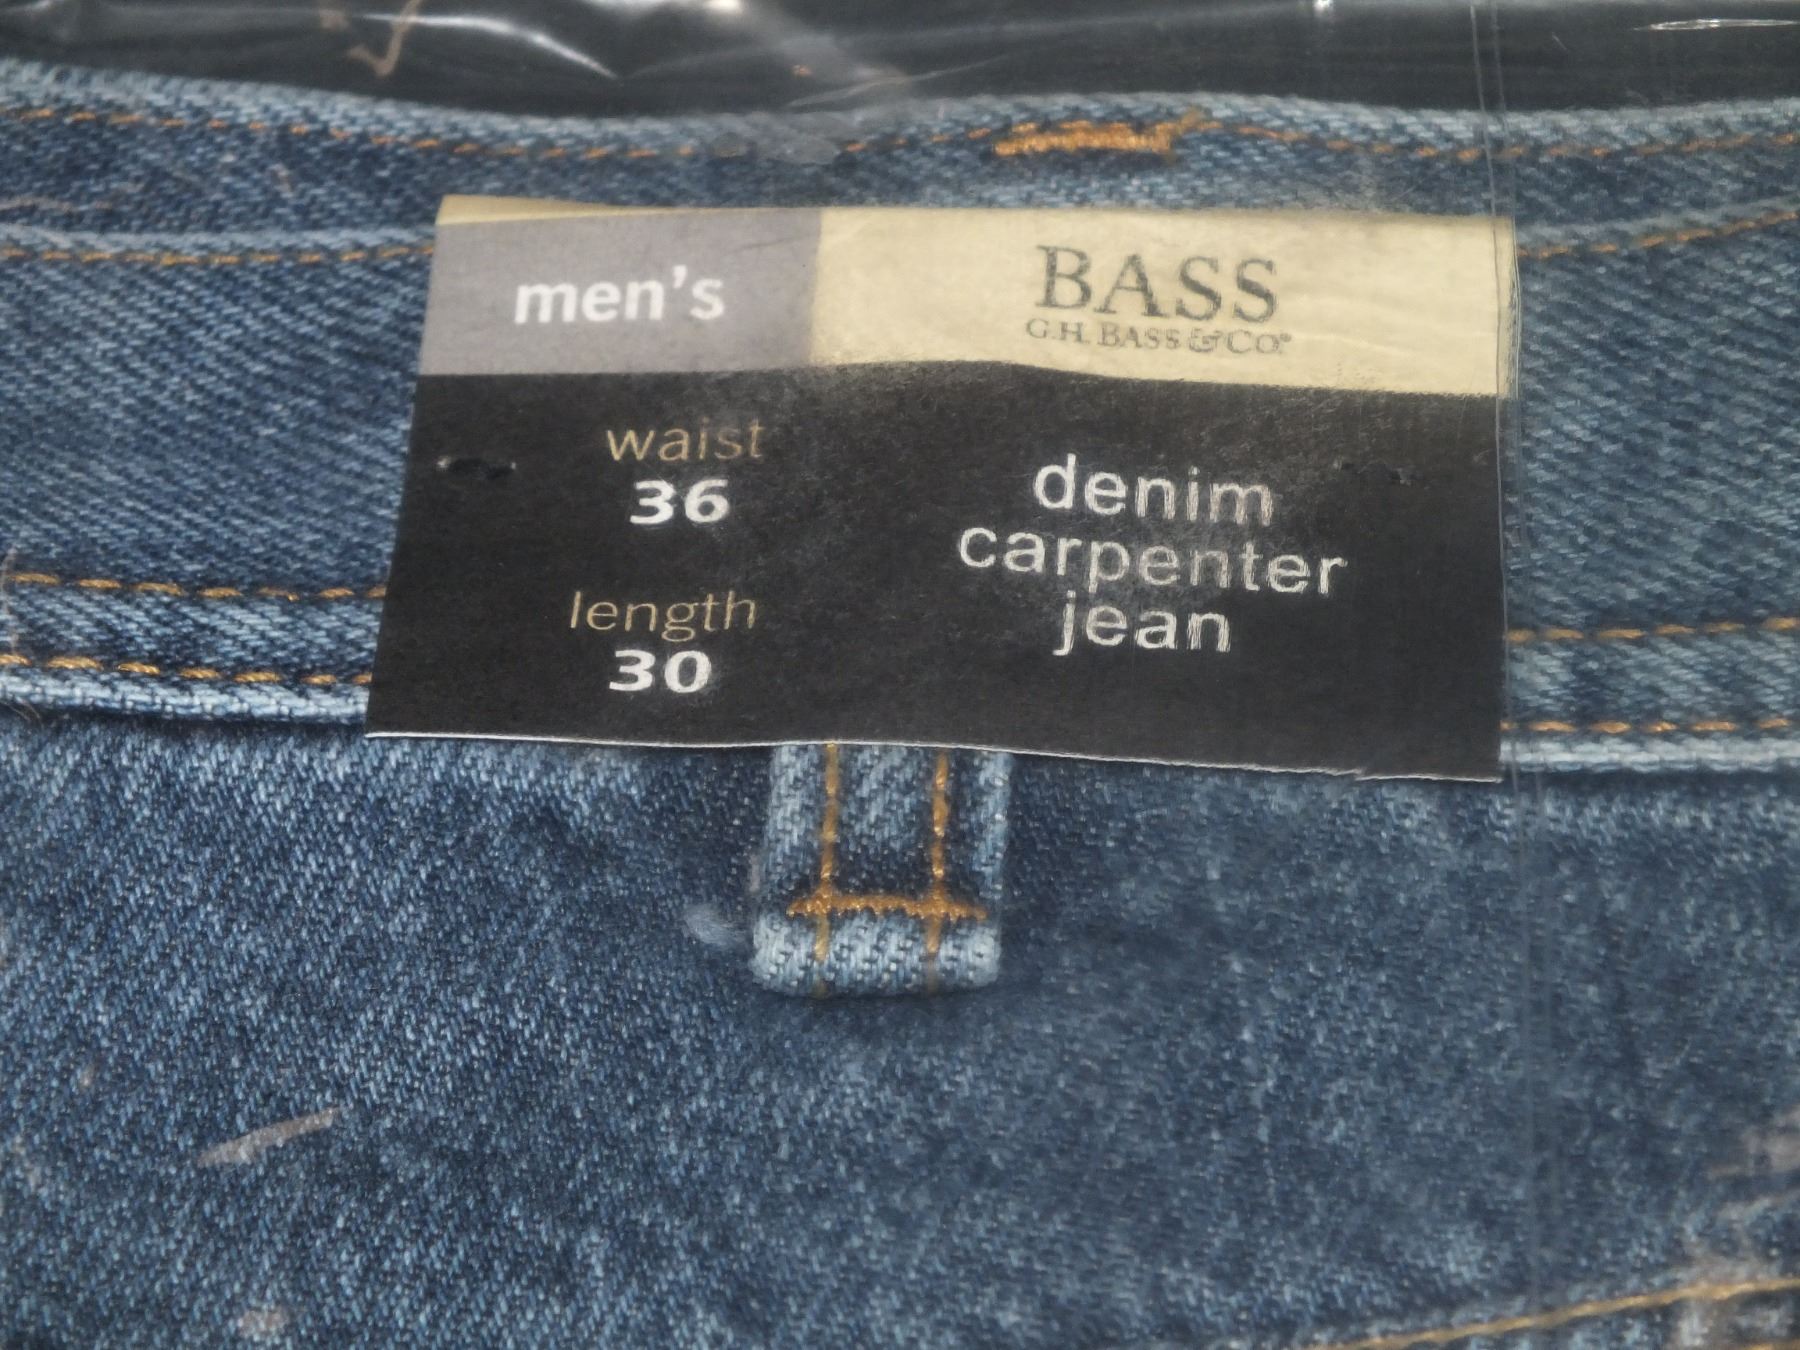 men's
BASS
G.H. BASS & CO.®
waist
36
length
30
denim
carpenter
jean